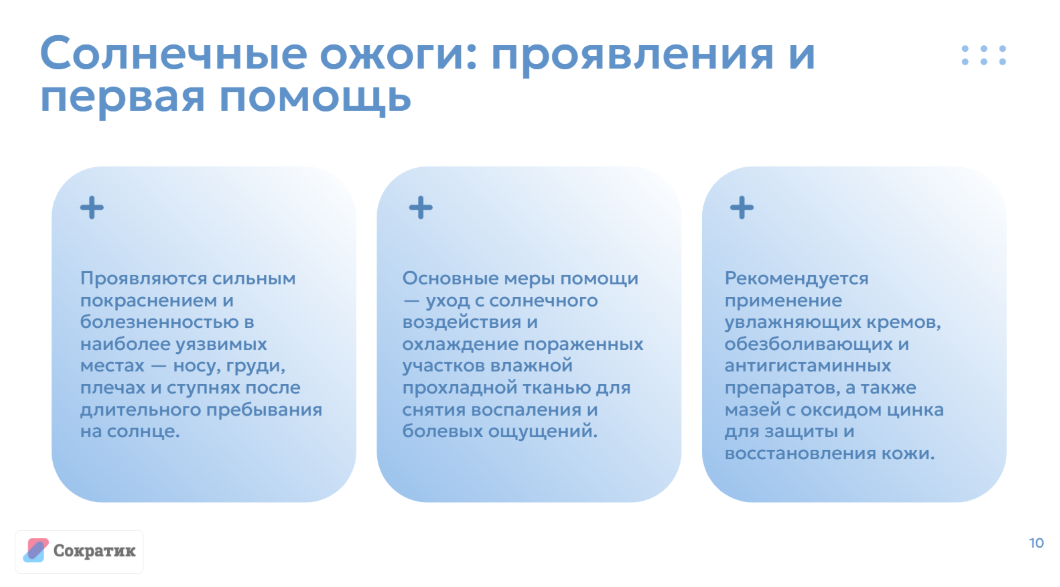 Солнечные ожоги: проявления и
первая помощь
Проявляются сильным
покраснением и
болезненностью в
наиболее уязвимых
местах — носу, груди,
плечах и ступнях после
длительного пребывания
на солнце.
Основные меры помощи
— уход с солнечного
воздействия и
охлаждение пораженных
участков влажной
прохладной тканью для
снятия воспаления и
болевых ощущений.
Рекомендуется
применение
увлажняющих кремов,
обезболивающих и
антигистаминных
препаратов, а также
мазей с оксидом цинка
для защиты и
восстановления кожи.
Сократик
10